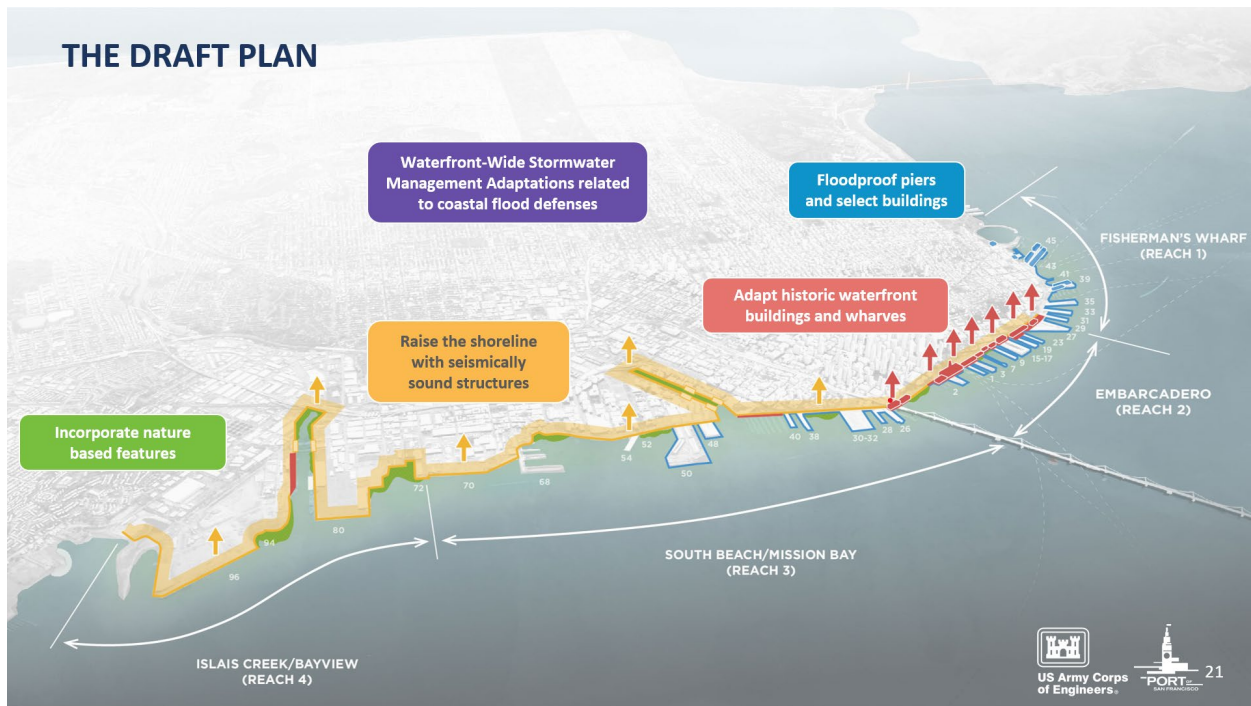 THE DRAFT PLAN
Waterfront-Wide Stormwater
Management Adaptations related
to coastal flood defenses
Floodproof piers
and select buildings
FISHERMAN'S WHARF
(REACH 1)
Adapt historic waterfront
buildings and wharves
Raise the shoreline
with seismically
sound structures
Incorporate nature
based features
EMBARCADERO
(REACH 2)
SOUTH BEACH/MISSION BAY
(REACH 3)
ISLAIS CREEK/BAYVIEW
(REACH 4)
45
43
41
39
35
33
31
29
27
23
19
15-17
9
7
3
1
2
26
28
30-32
38
40
48
50
52
54
68
70
72
80
94
96
US Army Corps
of Engineers®
PORT OF
SAN FRANCISCO
21